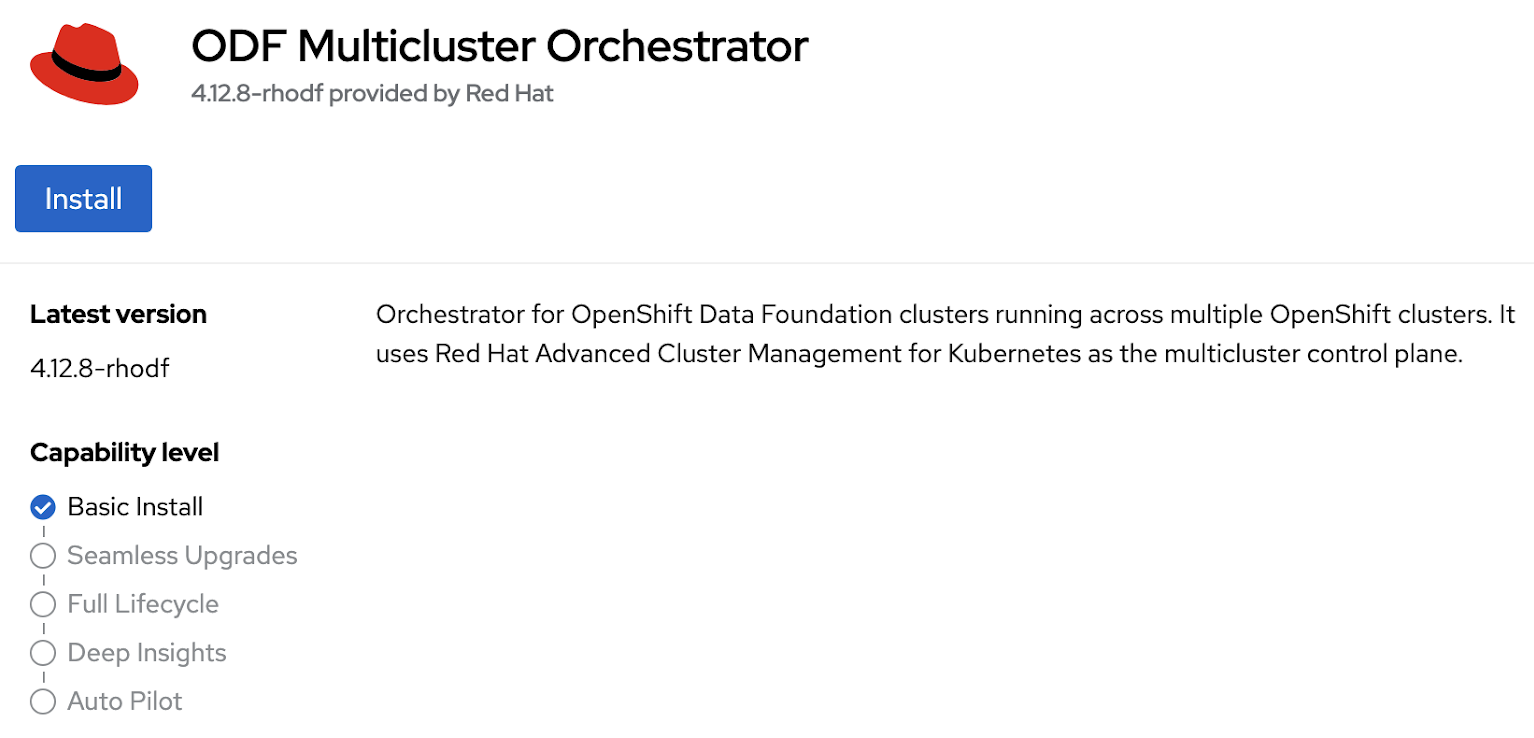 ODF Multicluster Orchestrator
4.12.8-rhodf provided by Red Hat
Install
Latest version
4.12.8-rhodf
Capability level
Basic Install
Seamless Upgrades
Full Lifecycle
Deep Insights
Auto Pilot
Orchestrator for OpenShift Data Foundation clusters running across multiple OpenShift clusters. It
uses Red Hat Advanced Cluster Management for Kubernetes as the multicluster control plane.